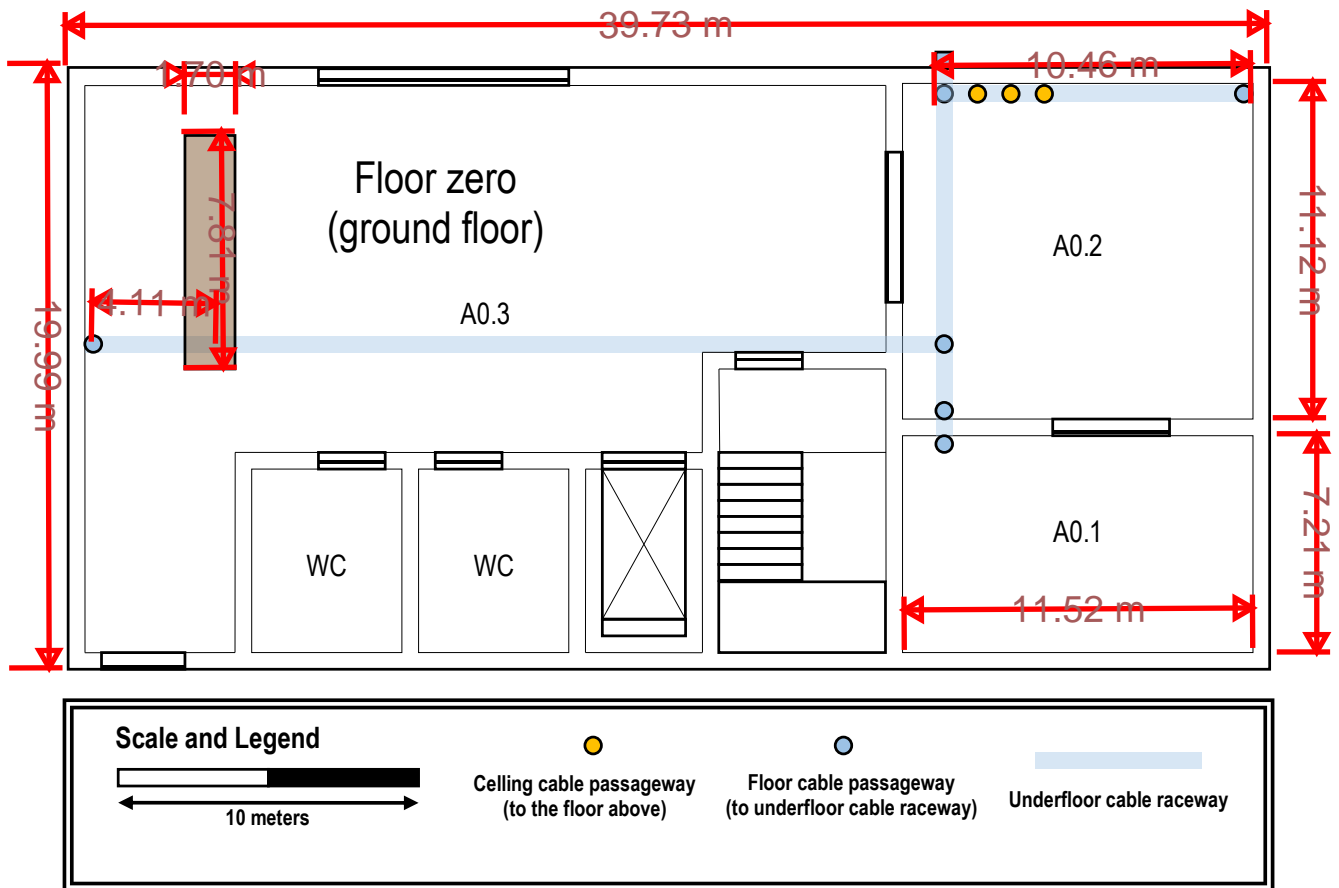 39.73 m
1.70 m
10.46 m
Floor zero
(ground floor)
7.81 m
11.12 m
A0.2
4.11 m
A0.3
19.99 m
A0.1
7.21 m
WC
WC
11.52 m
Scale and Legend
10 meters
Celling cable passageway
(to the floor above)
Floor cable passageway
(to underfloor cable raceway)
Underfloor cable raceway